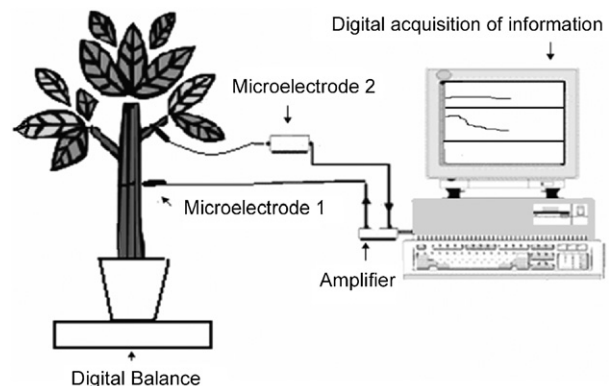 Digital acquisition of information
Microelectrode 2
Microelectrode 1
Amplifier
Digital Balance